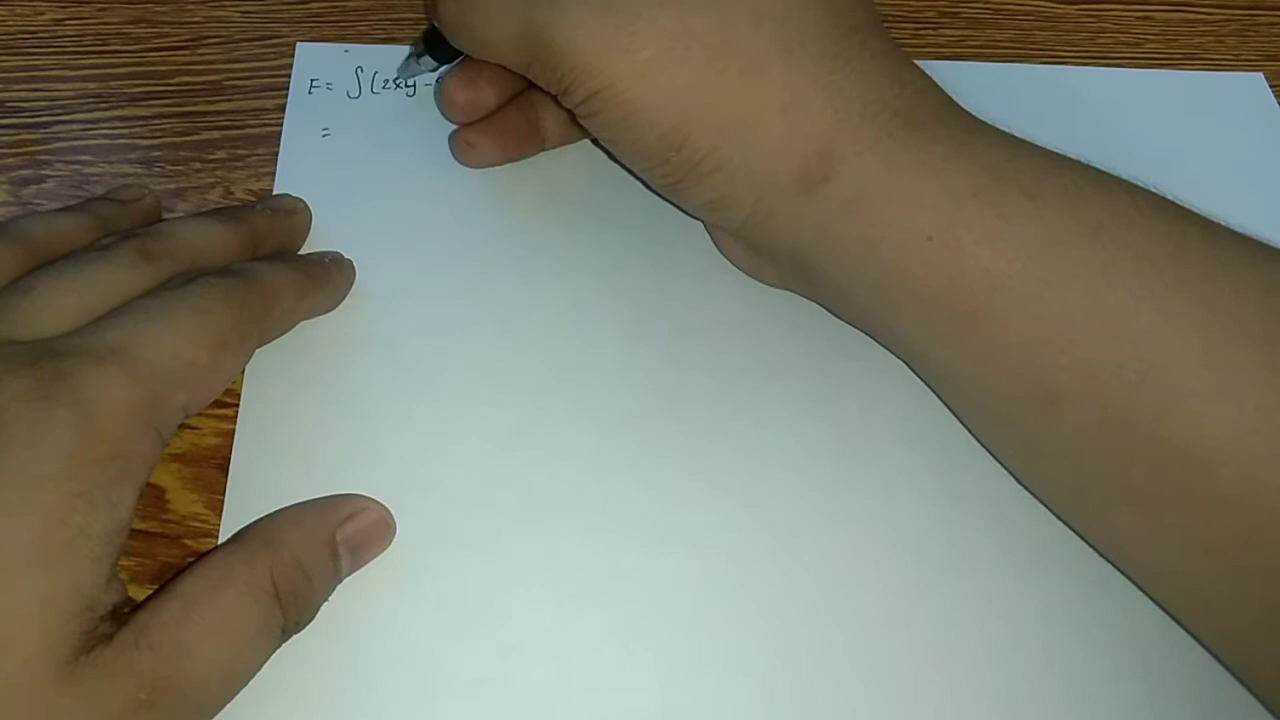 F = ∫ (2xy -
=